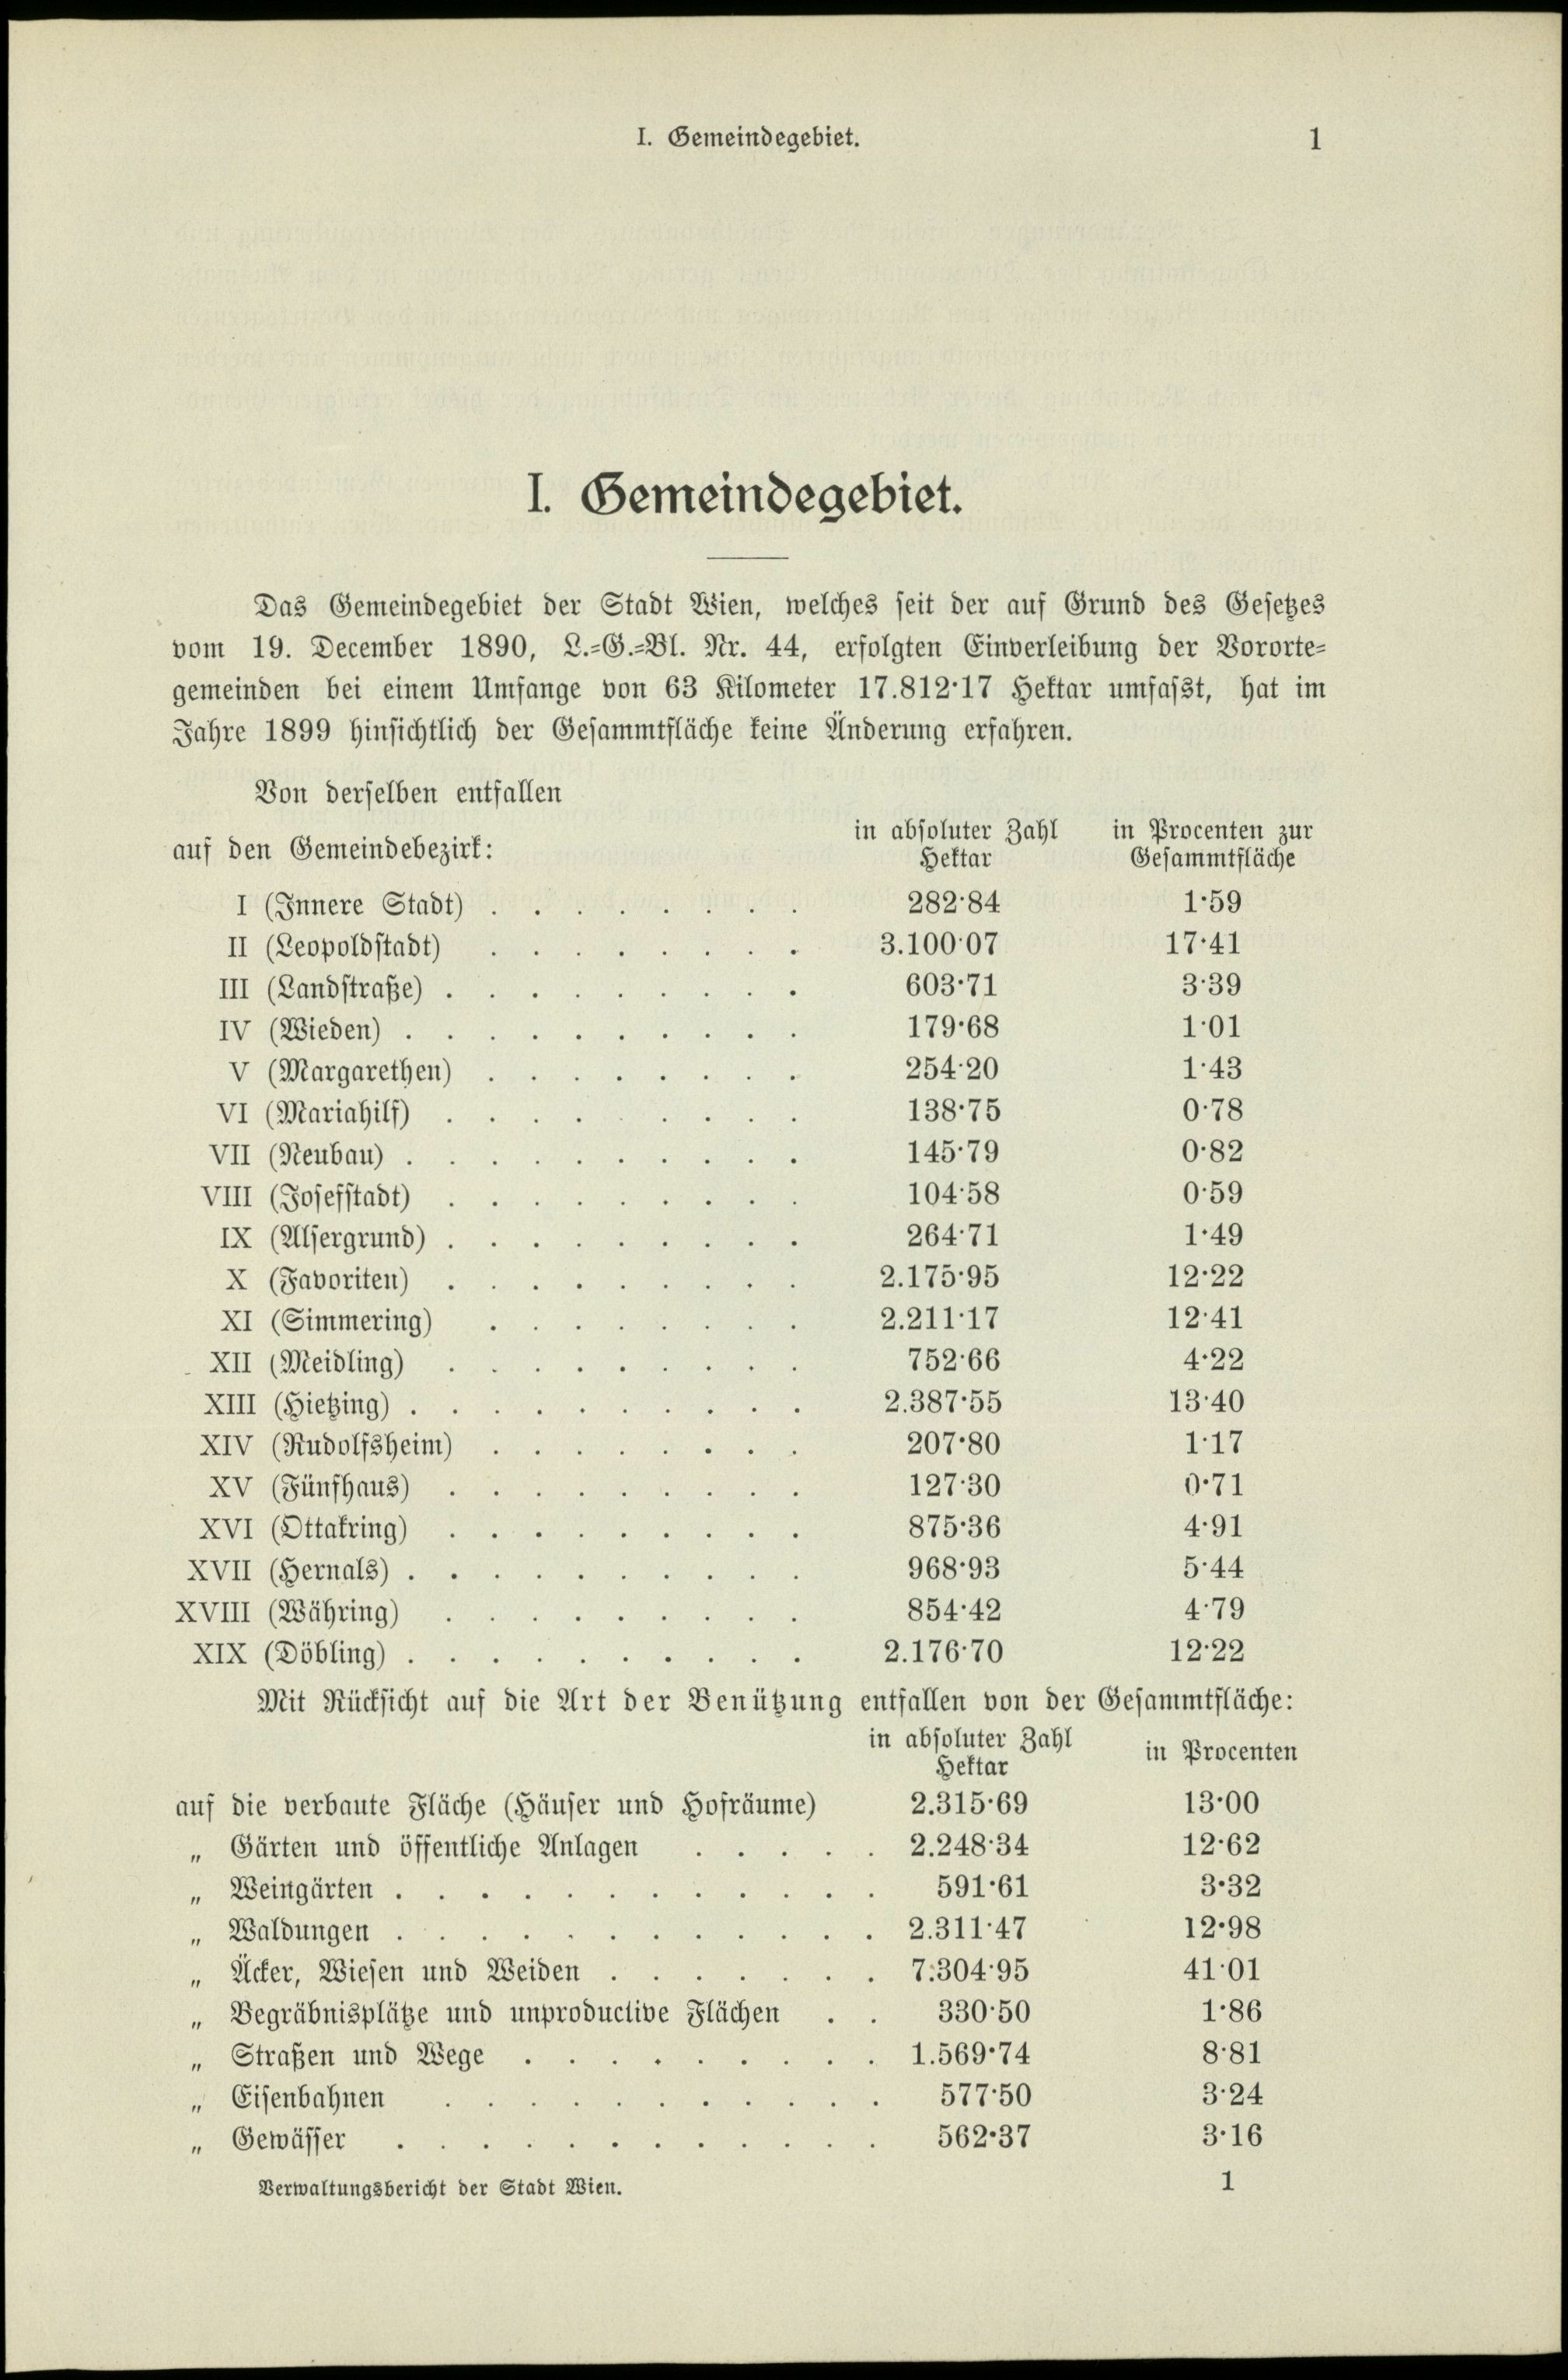 I. Gemeindegebiet. 1
I. Gemeindegebiet.
Das Gemeindegebiet der Stadt Wien, welches seit der auf Grund des Gesetzes
vom 19. December 1890, L.-G.-Bl. Nr. 44, erfolgten Einverleibung der Vororte-
gemeinden bei einem Umfange von 63 Kilometer 17.812·17 Hektar umfasst, hat im
Jahre 1899 hinsichtlich der Gesammtfläche keine Änderung erfahren.
Von derselben entfallen
auf den Gemeindebezirk: in absoluter Zahl Hektar in Procenten zur Gesammtfläche
I (Innere Stadt) . . . . . . . . 282·84 1·59
II (Leopoldstadt) . . . . . . . . 3.100·07 17·41
III (Landstraße) . . . . . . . . . 603·71 3·39
IV (Wieden) . . . . . . . . . . 179·68 1·01
V (Margarethen) . . . . . . . . 254·20 1·43
VI (Mariahilf) . . . . . . . . 138·75 0·78
VII (Neubau) . . . . . . . . . . 145·79 0·82
VIII (Josefstadt) . . . . . . . . . 104·58 0·59
IX (Alsergrund) . . . . . . . . . 264·71 1·49
X (Favoriten) . . . . . . . . . 2.175·95 12·22
XI (Simmering) . . . . . . . . 2.211·17 12·41
XII (Meidling) . . . . . . . . . 752·66 4·22
XIII (Hietzing) . . . . . . . . . . 2.387·55 13·40
XIV (Rudolfsheim) . . . . . . . . 207·80 1·17
XV (Fünfhaus) . . . . . . . . . 127·30 0·71
XVI (Ottakring) . . . . . . . . . 875·36 4·91
XVII (Hernals) . . . . . . . . . . 968·93 5·44
XVIII (Währing) . . . . . . . . . 854·42 4·79
XIX (Döbling) . . . . . . . . . . 2.176·70 12·22
Mit Rücksicht auf die Art der Benützung entfallen von der Gesammtfläche:
in absoluter Zahl
Hektar in Procenten
auf die verbaute Fläche (Häuser und Hofräume) 2.315·69 13·00
„ Gärten und öffentliche Anlagen . . . . . 2.248·34 12·62
„ Weingärten . . . . . . . . . . . . 591·61 3·32
„ Waldungen . . . . . . . . . . . . 2.311·47 12·98
„ Äcker, Wiesen und Weiden . . . . . . . 7.304·95 41·01
„ Begräbnisplätze und unproductive Flächen . . 330·50 1·86
„ Straßen und Wege . . . . . . . . . 1.569·74 8·81
„ Eisenbahnen . . . . . . . . . . . 577·50 3·24
„ Gewässer . . . . . . . . . . . . 562·37 3·16
Verwaltungsbericht der Stadt Wien. 1